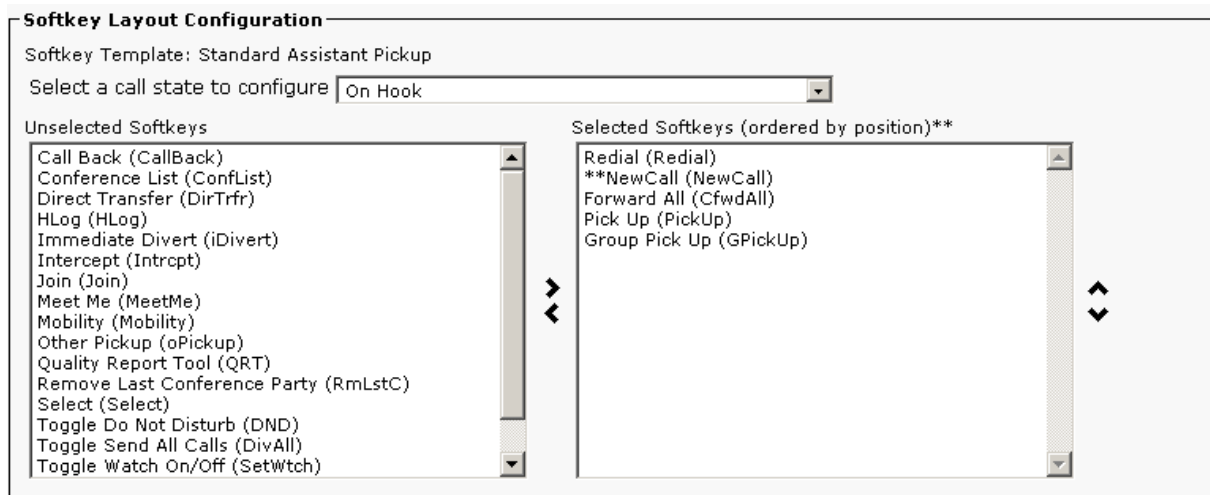 Softkey Layout Configuration
Softkey Template: Standard Assistant Pickup
Select a call state to configure On Hook
Unselected Softkeys
Call Back (CallBack)
Conference List (ConfList)
Direct Transfer (DirTrfr)
HLog (HLog)
Immediate Divert (iDivert)
Intercept (Intrcpt)
Join (Join)
Meet Me (MeetMe)
Mobility (Mobility)
Other Pickup (oPickup)
Quality Report Tool (QRT)
Remove Last Conference Party (RmLstC)
Select (Select)
Toggle Do Not Disturb (DND)
Toggle Send All Calls (DivAll)
Toggle Watch On/Off (SetWtch)
Selected Softkeys (ordered by position)**
Redial (Redial)
**NewCall (NewCall)
Forward All (CfwdAll)
Pick Up (PickUp)
Group Pick Up (GPickUp)